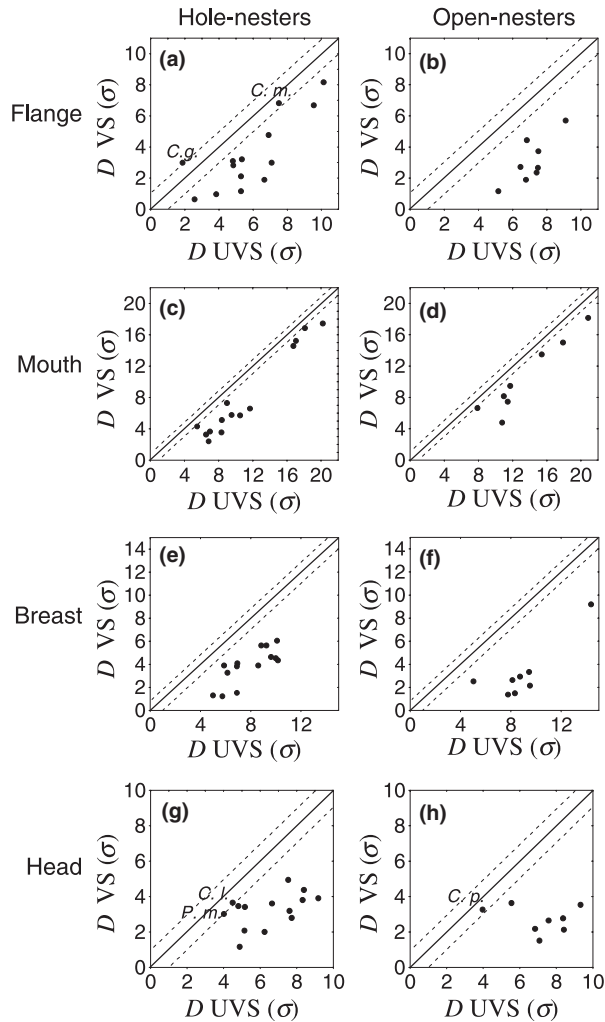 Hole-nesters Open-nesters
Flange
(a) (b)
C. m.
C.g.
10
8
6
4
2
0
10
8
6
4
2
0
D VS (σ) D VS (σ)
0 2 4 6 8 10 0 2 4 6 8 10
D UVS (σ) D UVS (σ)
Mouth
(c) (d)
20
16
12
8
4
0
20
16
12
8
4
0
D VS (σ) D VS (σ)
0 4 8 12 16 20 0 4 8 12 16 20
D UVS (σ) D UVS (σ)
Breast
(e) (f)
14
12
10
8
6
4
2
0
14
12
10
8
6
4
2
0
D VS (σ) D VS (σ)
0 4 8 12 0 4 8 12
D UVS (σ) D UVS (σ)
Head
(g) (h)
C. l.
P. m.
C. p.
10
8
6
4
2
0
10
8
6
4
2
0
D VS (σ) D VS (σ)
0 2 4 6 8 10 0 2 4 6 8 10
D UVS (σ) D UVS (σ)